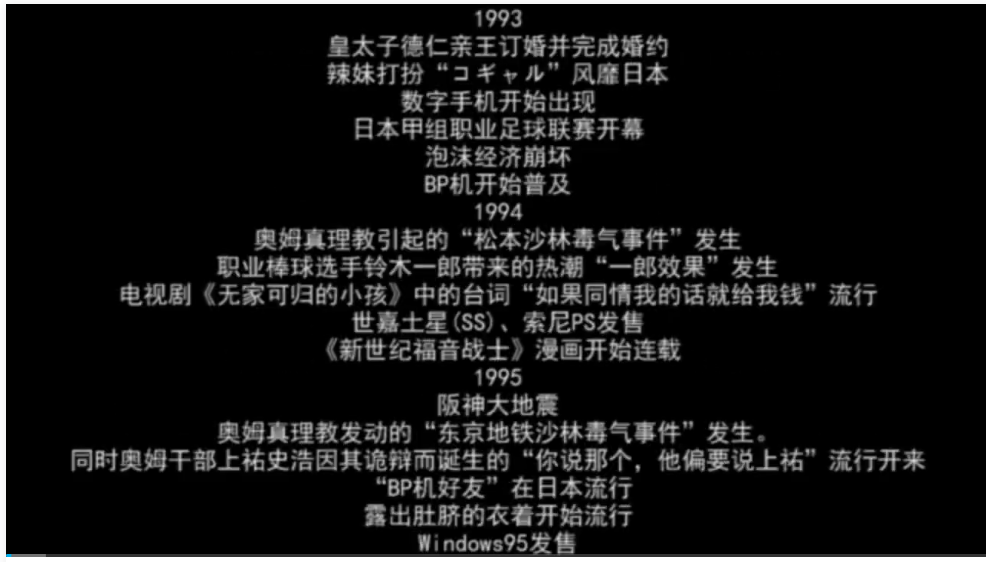 1993
皇太子德仁亲王订婚并完成婚约
辣妹打扮“コギャル”风靡日本
数字手机开始出现
日本甲组职业足球联赛开幕
泡沫经济崩坏
BP机开始普及
1994
奥姆真理教引起的“松本沙林毒气事件”发生
职业棒球选手铃木一郎带来的热潮“一郎效果”发生
电视剧《无家可归的小孩》中的台词“如果同情我的话就给我钱”流行
世嘉土星(SS)、索尼PS发售
《新世纪福音战士》漫画开始连载
1995
阪神大地震
奥姆真理教发动的“东京地铁沙林毒气事件”发生。
同时奥姆干部上祐史浩因其诡辩而诞生的“你说那个，他偏要说上祐”流行开来
“BP机好友”在日本流行
露出肚脐的衣着开始流行
Windows95发售